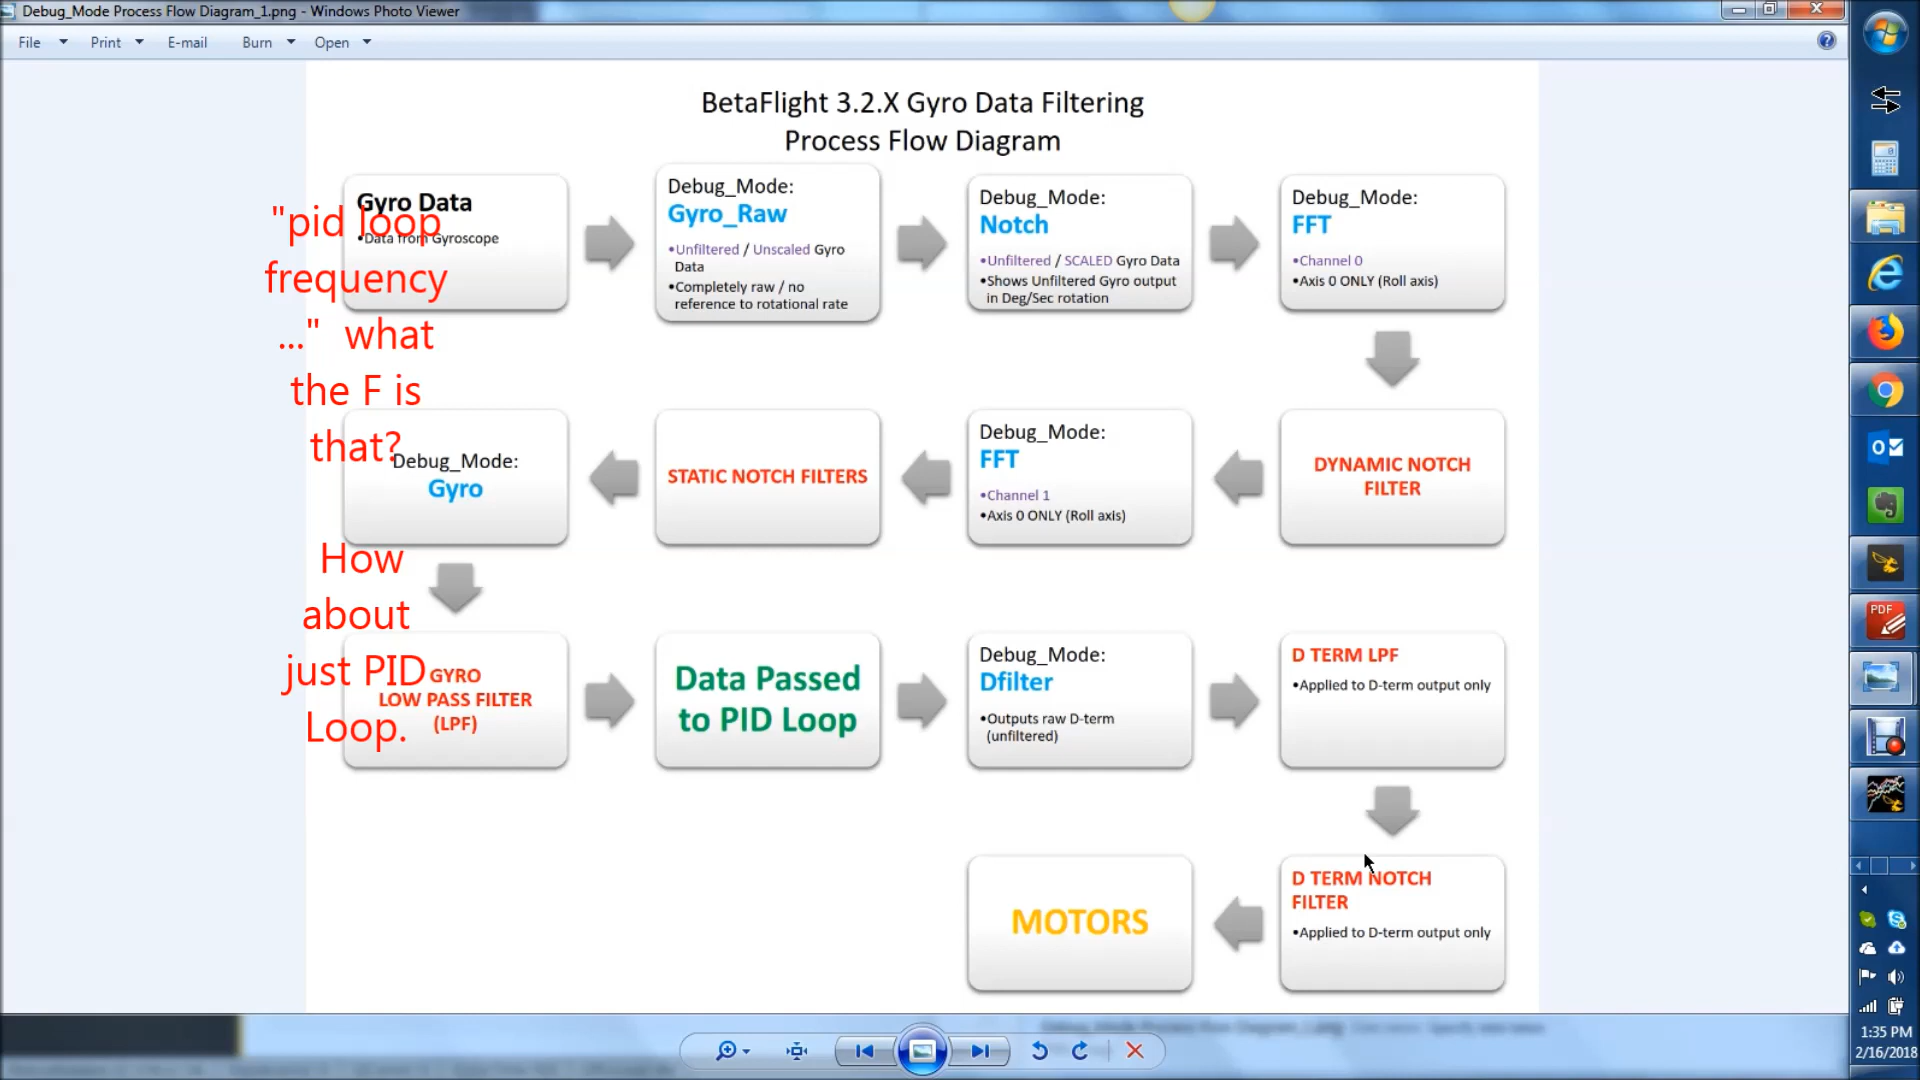 Debug_Mode Process Flow Diagram_1.png - Windows Photo Viewer
File
Print
E-mail
Burn
Open
BetaFlight 3.2.X Gyro Data Filtering
Process Flow Diagram
Gyro Data
•Data from Gyroscope
Debug_Mode:
Gyro_Raw
•Unfiltered / Unscaled Gyro
Data
•Completely raw / no
reference to rotational rate
Debug_Mode:
Notch
•Unfiltered / SCALED Gyro Data
•Shows Unfiltered Gyro output
in Deg/Sec rotation
Debug_Mode:
FFT
•Channel 0
•Axis 0 ONLY (Roll axis)
"pid loop
frequency
..." what
the F is
that?
How
about
just PID
Loop.
Debug_Mode:
Gyro
STATIC NOTCH FILTERS
Debug_Mode:
FFT
•Channel 1
•Axis 0 ONLY (Roll axis)
DYNAMIC NOTCH
FILTER
GYRO
LOW PASS FILTER
(LPF)
Data Passed
to PID Loop
Debug_Mode:
Dfilter
•Outputs raw D-term
(unfiltered)
D TERM LPF
•Applied to D-term output only
MOTORS
D TERM NOTCH
FILTER
•Applied to D-term output only
PDF
1:35 PM
2/16/2018